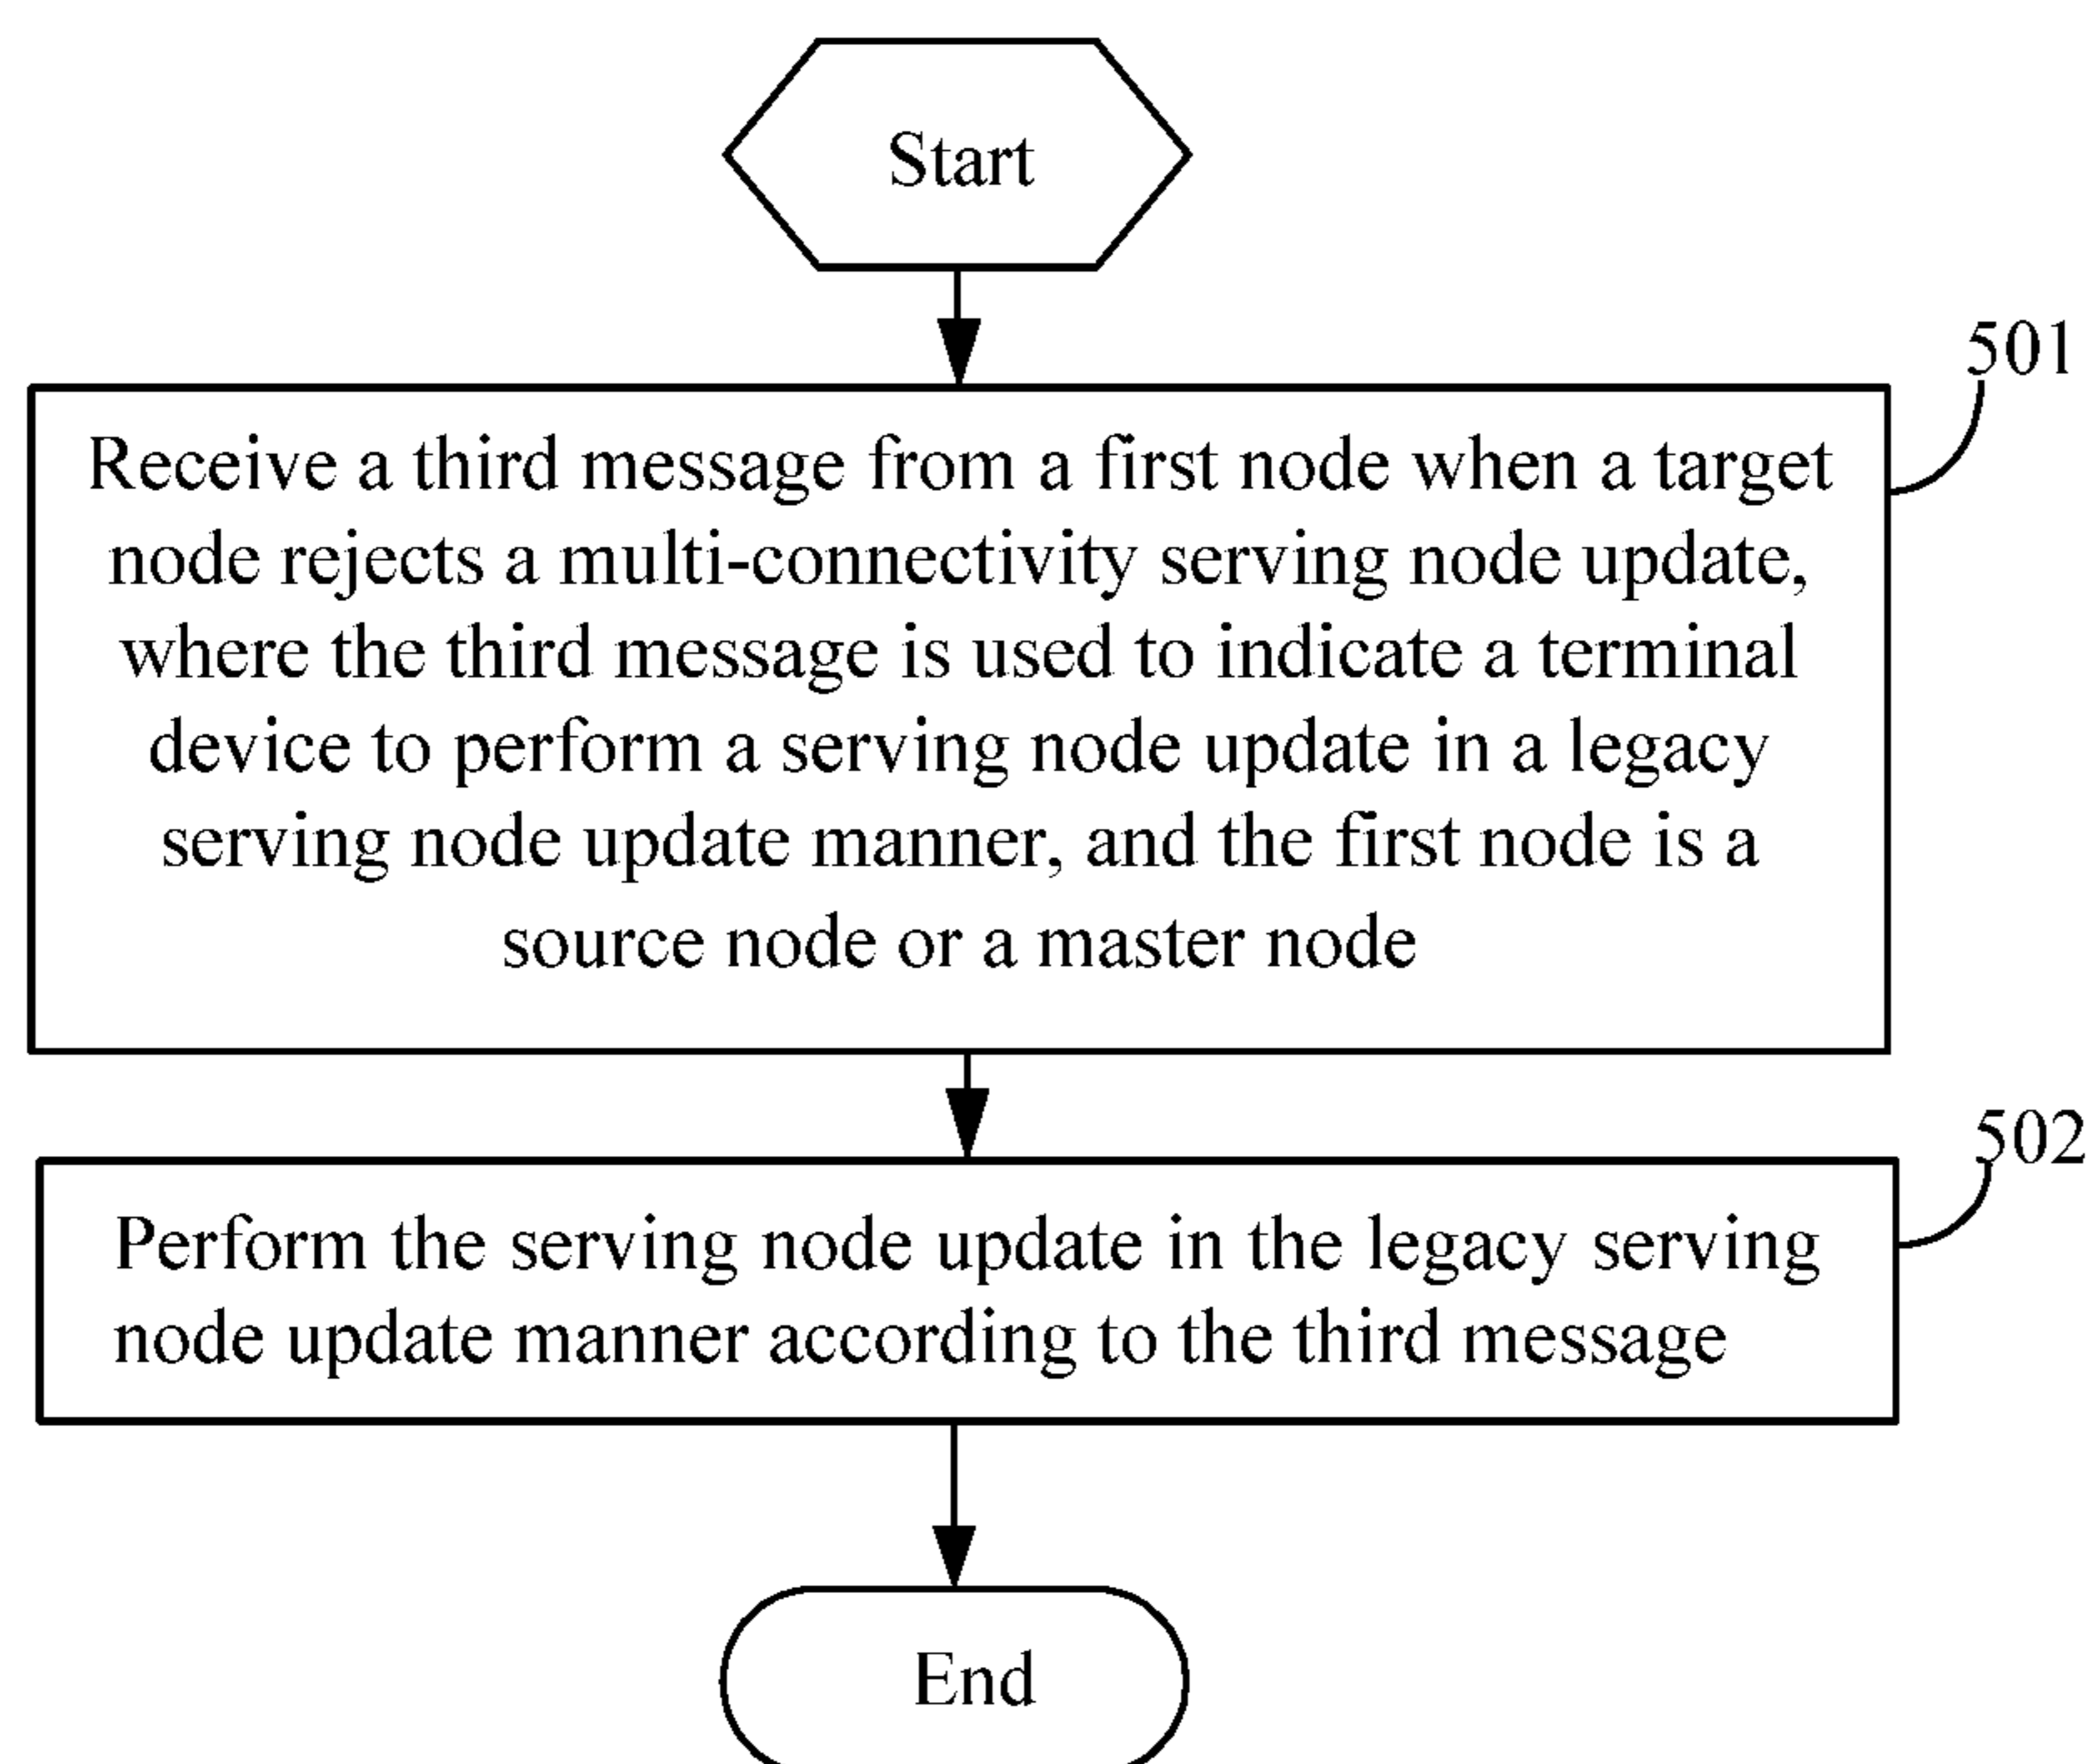 Start
501
Receive a third message from a first node when a target
node rejects a multi-connectivity serving node update,
where the third message is used to indicate a terminal
device to perform a serving node update in a legacy
serving node update manner, and the first node is a
source node or a master node
502
Perform the serving node update in the legacy serving
node update manner according to the third message
End